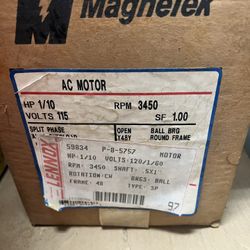 MagneTek
AC MOTOR
HP 1/10 RPM 3450
VOLTS 115 SF 1.00
SPLIT PHASE OPEN BALL BRG
Y4BY ROUND FRAME
LENNOX
59834 P-8-5757 MOTOR
HP:1/10 VOLTS:120/1/60
RPM: 3450 SHAFT: 5X1
ROTATION:CW BRGS:BALL
FRAME: 48 TYPE: SP
97